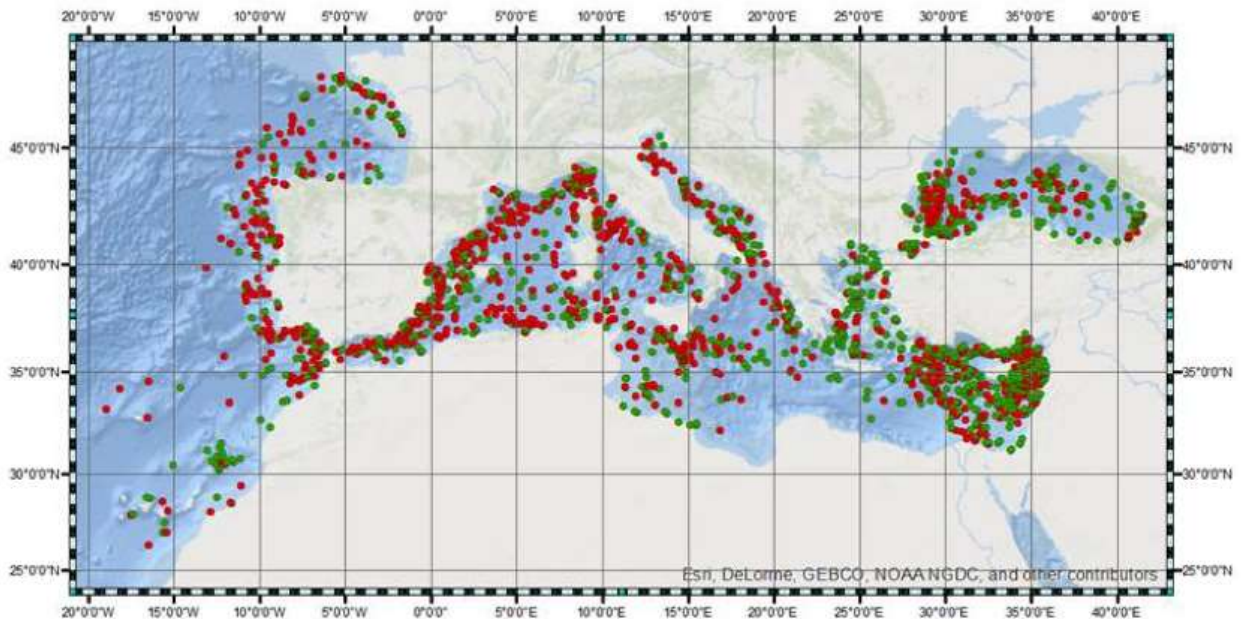 20°0'0"W 15°0'0"W 10°0'0"W 5°0'0"W 0°0'0" 5°0'0"E 10°0'0"E 15°0'0"E 20°0'0"E 25°0'0"E 30°0'0"E 35°0'0"E 40°0'0"E
45°0'0"N 45°0'0"N
40°0'0"N 40°0'0"N
35°0'0"N 35°0'0"N
30°0'0"N 30°0'0"N
25°0'0"N 25°0'0"N
Esri, DeLorme, GEBCO, NOAA NGDC, and other contributors
20°0'0"W 15°0'0"W 10°0'0"W 5°0'0"W 0°0'0" 5°0'0"E 10°0'0"E 15°0'0"E 20°0'0"E 25°0'0"E 30°0'0"E 35°0'0"E 40°0'0"E